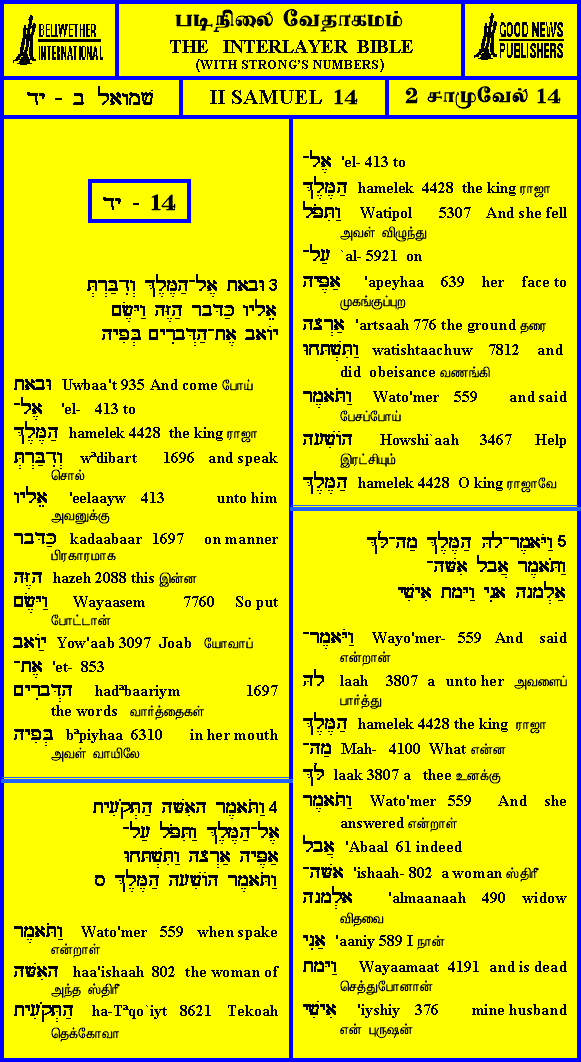 BELLWETHER
INTERNATIONAL
படிநிலை வேதாகமம்
THE INTERLAYER BIBLE
(WITH STRONG'S NUMBERS)
GOOD NEWS
PUBLISHERS
שמואל ב - יד
II SAMUEL 14
2 சாமுவேல் 14
יד - 14
3 וּבָאת אֶל־הַמֶּלֶךְ וְדִבַּרְתְּ
אֵלָיו כַּדָּבָר הַזֶּה וַיָּשֶׂם
יוֹאָב אֶת־הַדְּבָרִים בְּפִיהָ
וּבָאת Uwbaa't 935 And come போய்
אֶל־ 'el- 413 to
הַמֶּלֶךְ hamelek 4428 the king ராஜா
וְדִבַּרְתְּ wªdibart 1696 and speak
சொல்
אֵלָיו 'eelaayw 413 unto him
அவனுக்கு
כַּדָּבָר kadaabaar 1697 on manner
பிரகாரமாக
הַזֶּה hazeh 2088 this இன்ன
וַיָּשֶׂם Wayaasem 7760 So put
போட்டான்
יוֹאָב Yow'aab 3097 Joab யோவாப்
אֶת־ 'et- 853
הַדְּבָרִים hadªbaariym 1697
the words வார்த்தைகள்
בְּפִיהָ bªpiyhaa 6310 in her mouth
அவள் வாயிலே
4 וַתֹּאמֶר הָאִשָּׁה הַתְּקֹעִית
אֶל־הַמֶּלֶךְ וַתִּפֹּל עַל־
אַפֶּיהָ אַרְצָה וַתִּשְׁתָּחוּ
וַתֹּאמֶר הוֹשִׁעָה הַמֶּלֶךְ ס
וַתֹּאמֶר Wato'mer 559 when spake
என்றாள்
הָאִשָּׁה haa'ishaah 802 the woman of
அந்த ஸ்திரீ
הַתְּקֹעִית ha-Tªqo`iyt 8621 Tekoah
தெக்கோவா
אֶל־ 'el- 413 to
הַמֶּלֶךְ hamelek 4428 the king ராஜா
וַתִּפֹּל Watipol 5307 And she fell
அவள் விழுந்து
עַל־ `al- 5921 on
אַפֶּיהָ 'apeyhaa 639 her face to
முகங்குப்புற
אַרְצָה 'artsaah 776 the ground தரை
וַתִּשְׁתָּחוּ watishtaachuw 7812 and
did obeisance வணங்கி
וַתֹּאמֶר Wato'mer 559 and said
பேசப்போய்
הוֹשִׁעָה Howshi`aah 3467 Help
இரட்சியும்
הַמֶּלֶךְ hamelek 4428 O king ராஜாவே
5 וַיֹּאמֶר־לָהּ הַמֶּלֶךְ מַה־לָּךְ
וַתֹּאמֶר אֲבָל אִשָּׁה־
אַלְמָנָה אָנִי וַיָּמָת אִישִׁי
וַיֹּאמֶר־ Wayo'mer- 559 And said
என்றான்
לָהּ laah 3807 a unto her அவளைப்
பார்த்து
הַמֶּלֶךְ hamelek 4428 the king ராஜா
מַה־ Mah- 4100 What என்ன
לָּךְ laak 3807 a thee உனக்கு
וַתֹּאמֶר Wato'mer 559 And she
answered என்றாள்
אֲבָל 'Abaal 61 indeed
אִשָּׁה־ 'ishaah- 802 a woman ஸ்திரீ
אַלְמָנָה 'almaanaah 490 widow
விதவை
אָנִי 'aaniy 589 I நான்
וַיָּמָת Wayaamaat 4191 and is dead
செத்துபோனான்
אִישִׁי 'iyshiy 376 mine husband
என் புருஷன்